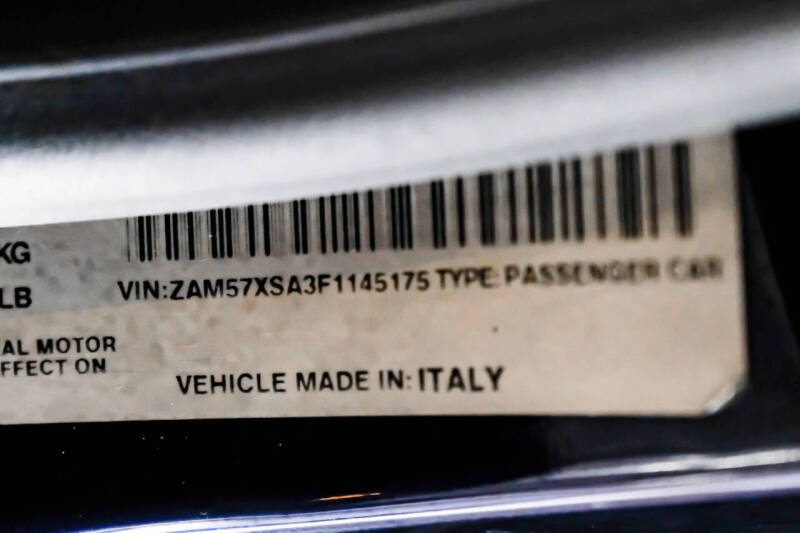 KG
LB
VIN:ZAM57XSA3F1145175 TYPE: PASSENGER CAR
AL MOTOR
FFECT ON
VEHICLE MADE IN: ITALY